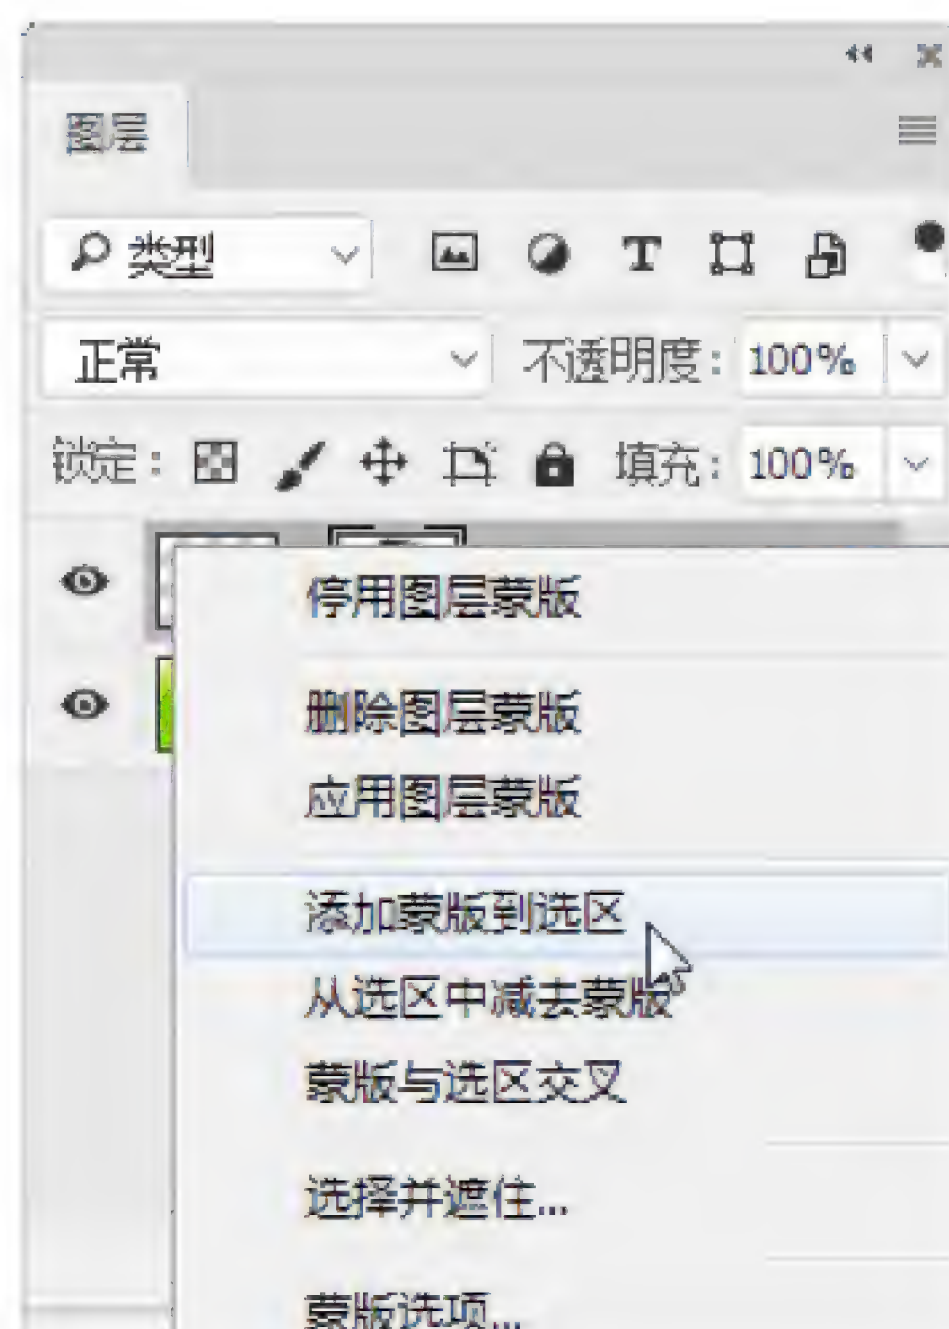 图层
类型
正常 不透明度: 100%
锁定: 填充: 100%
停用图层蒙版
删除图层蒙版
应用图层蒙版
添加蒙版到选区
从选区中减去蒙版
蒙版与选区交叉
选择并遮住...
蒙版选项...